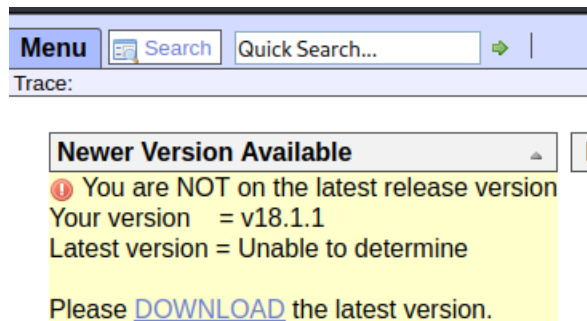 Menu Search Quick Search...
Trace:
Newer Version Available
You are NOT on the latest release version
Your version = v18.1.1
Latest version = Unable to determine
Please DOWNLOAD the latest version.